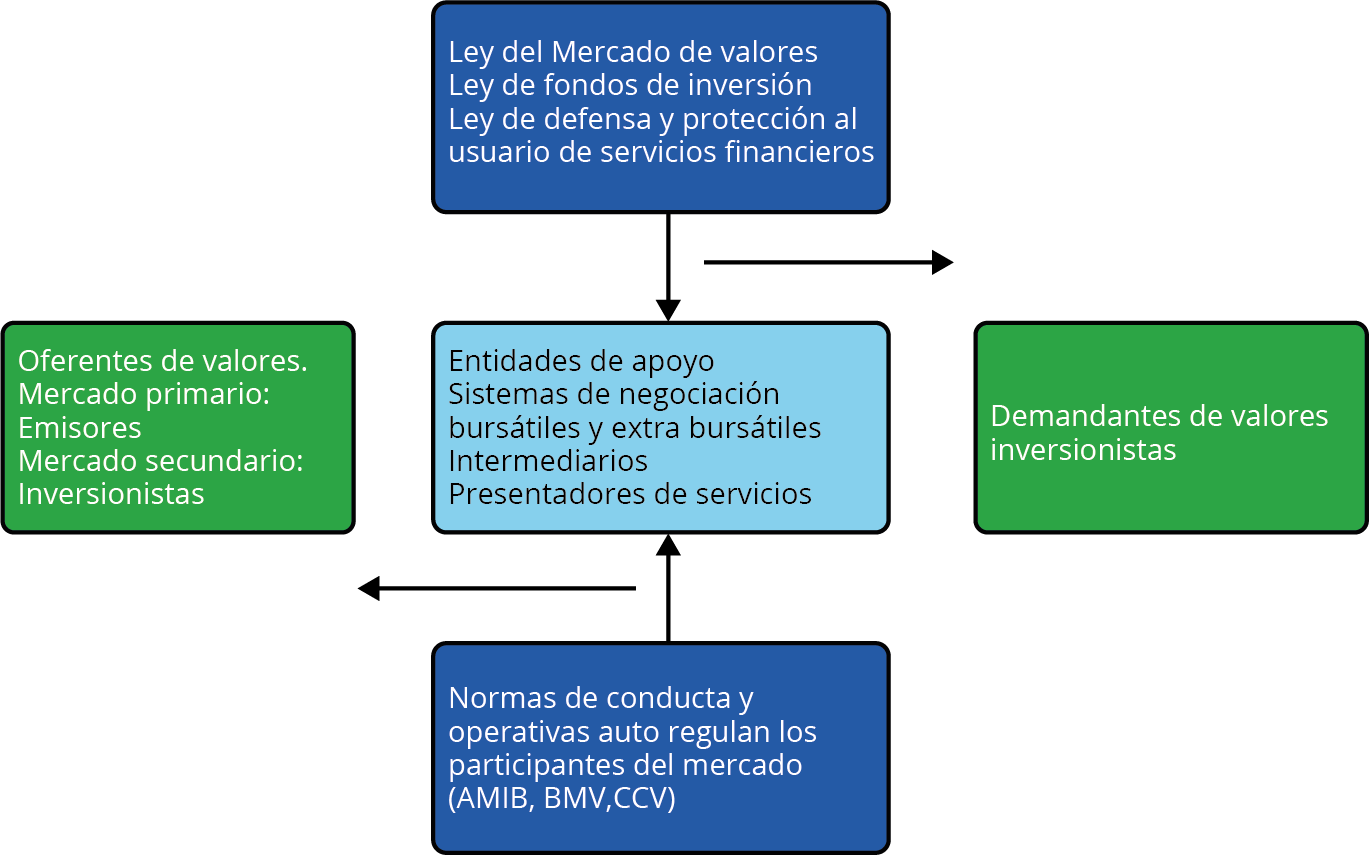 Ley del Mercado de valores
Ley de fondos de inversión
Ley de defensa y protección al
usuario de servicios financieros
Oferentes de valores.
Mercado primario:
Emisores
Mercado secundario:
Inversionistas
Entidades de apoyo
Sistemas de negociación
bursátiles y extra bursátiles
Intermediarios
Presentadores de servicios
Demandantes de valores
inversionistas
Normas de conducta y
operativas auto regulan los
participantes del mercado
(AMIB, BMV,CCV)